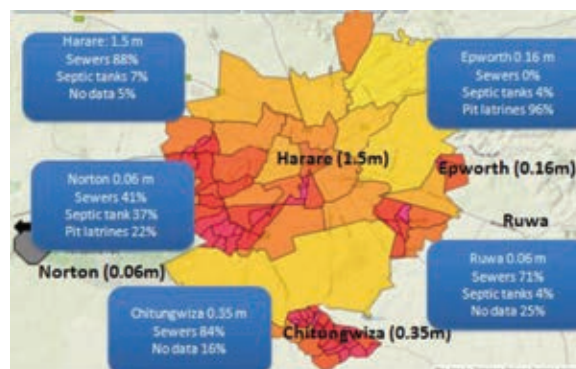 Harare: 1.5 m
Sewers 88%
Septic tanks 7%
No data 5%
Epworth 0.16 m
Sewers 0%
Septic tanks 4%
Pit latrines 96%
Harare (1.5m)
Epworth (0.16m)
Norton 0.06 m
Sewers 41%
Septic tank 37%
Pit latrines 22%
Ruwa
Norton (0.06m)
Ruwa 0.06 m
Sewers 71%
Septic tanks 4%
No data 25%
Chitungwiza 0.35 m
Sewers 84%
No data 16%
Chitungwiza (0.35m)